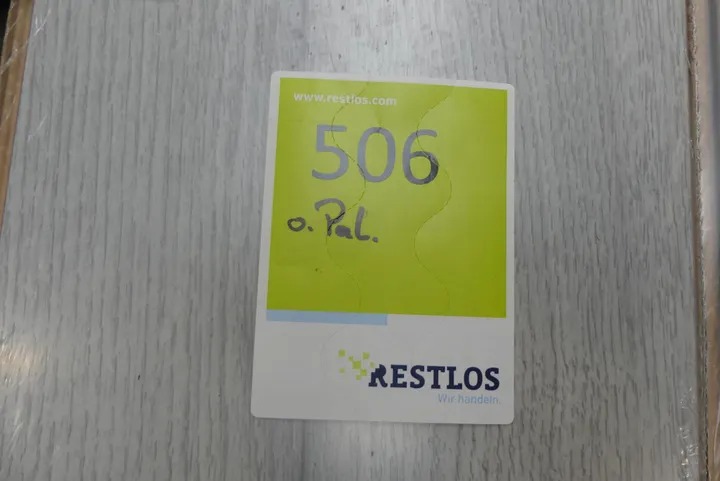 www.restlos.com
506
o. Pal.
RESTLOS
Wir handeln.